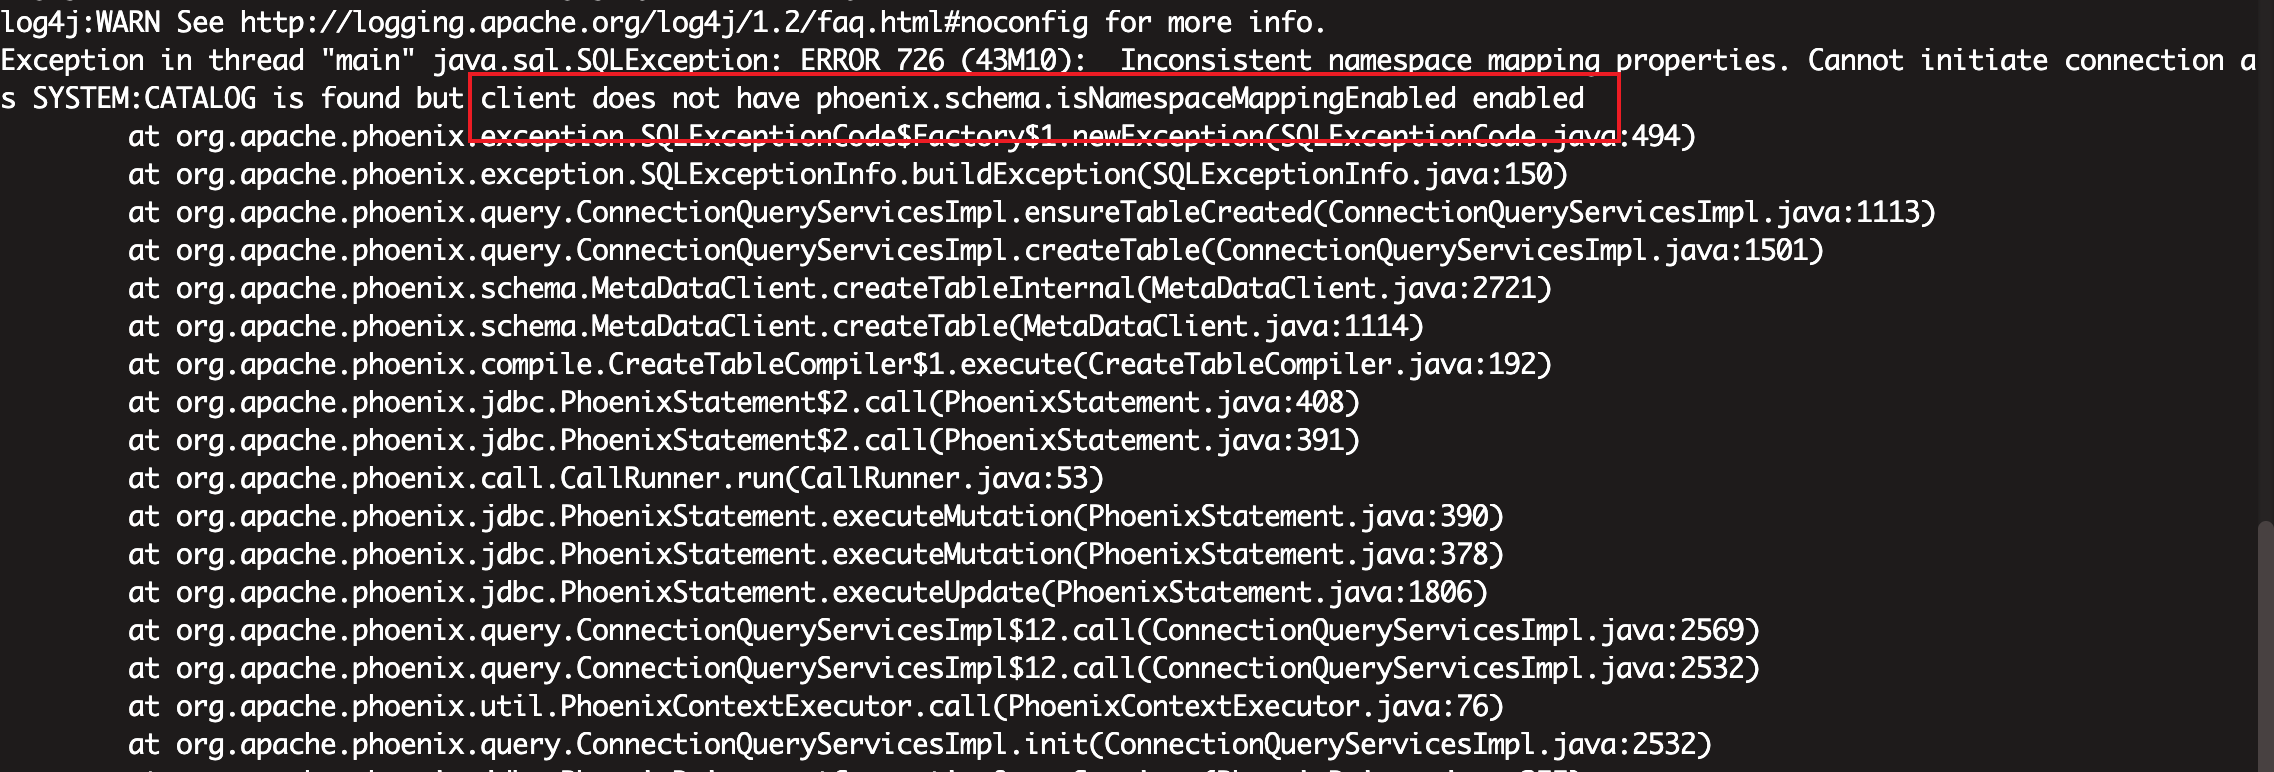 log4j:WARN See http://logging.apache.org/log4j/1.2/faq.html#noconfig for more info.
Exception in thread "main" java.sql.SQLException: ERROR 726 (43M10):  Inconsistent namespace mapping properties. Cannot initiate connection a
s SYSTEM:CATALOG is found but client does not have phoenix.schema.isNamespaceMappingEnabled enabled
at org.apache.phoenix.exception.SQLExceptionCode$Factory$1.newException(SQLExceptionCode.java:494)
at org.apache.phoenix.exception.SQLExceptionInfo.buildException(SQLExceptionInfo.java:150)
at org.apache.phoenix.query.ConnectionQueryServicesImpl.ensureTableCreated(ConnectionQueryServicesImpl.java:1113)
at org.apache.phoenix.query.ConnectionQueryServicesImpl.createTable(ConnectionQueryServicesImpl.java:1501)
at org.apache.phoenix.schema.MetaDataClient.createTableInternal(MetaDataClient.java:2721)
at org.apache.phoenix.schema.MetaDataClient.createTable(MetaDataClient.java:1114)
at org.apache.phoenix.compile.CreateTableCompiler$1.execute(CreateTableCompiler.java:192)
at org.apache.phoenix.jdbc.PhoenixStatement$2.call(PhoenixStatement.java:408)
at org.apache.phoenix.jdbc.PhoenixStatement$2.call(PhoenixStatement.java:391)
at org.apache.phoenix.call.CallRunner.run(CallRunner.java:53)
at org.apache.phoenix.jdbc.PhoenixStatement.executeMutation(PhoenixStatement.java:390)
at org.apache.phoenix.jdbc.PhoenixStatement.executeMutation(PhoenixStatement.java:378)
at org.apache.phoenix.jdbc.PhoenixStatement.executeUpdate(PhoenixStatement.java:1806)
at org.apache.phoenix.query.ConnectionQueryServicesImpl$12.call(ConnectionQueryServicesImpl.java:2569)
at org.apache.phoenix.query.ConnectionQueryServicesImpl$12.call(ConnectionQueryServicesImpl.java:2532)
at org.apache.phoenix.util.PhoenixContextExecutor.call(PhoenixContextExecutor.java:76)
at org.apache.phoenix.query.ConnectionQueryServicesImpl.init(ConnectionQueryServicesImpl.java:2532)